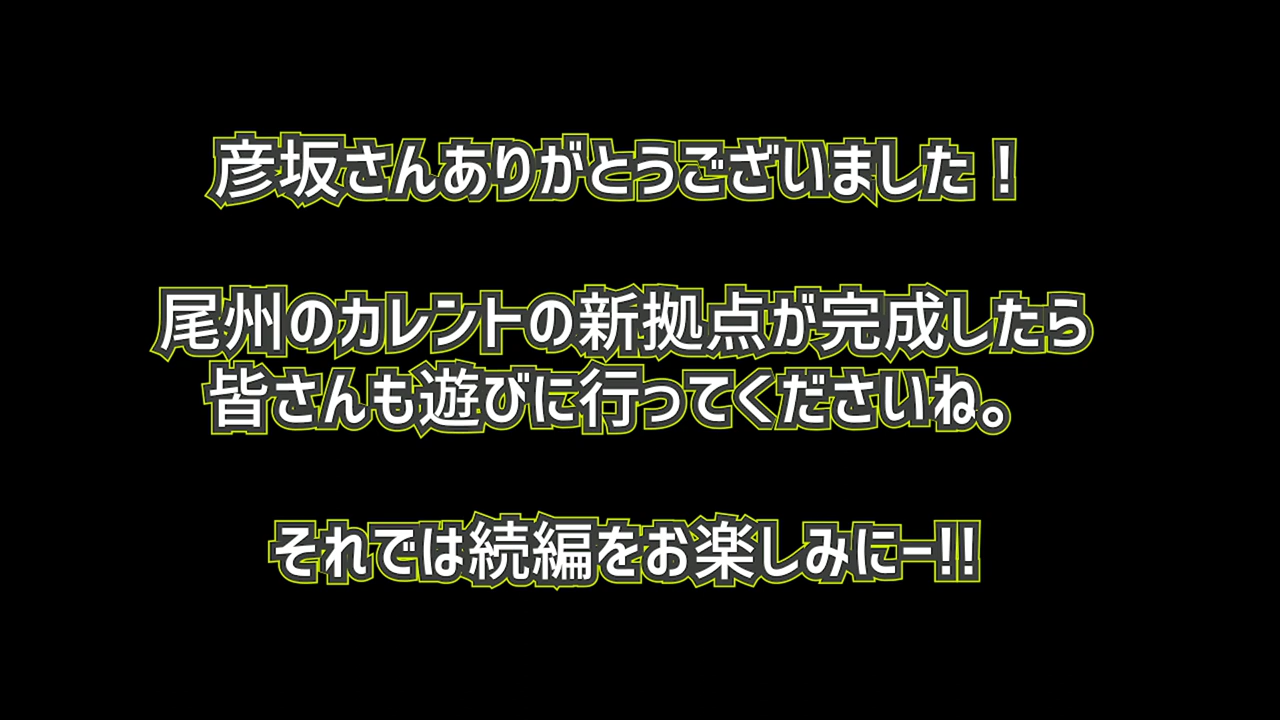 彦坂さんありがとうございました！
尾州のカレントの新拠点が完成したら
皆さんも遊びに行ってくださいね。
それでは続編をお楽しみにー!!